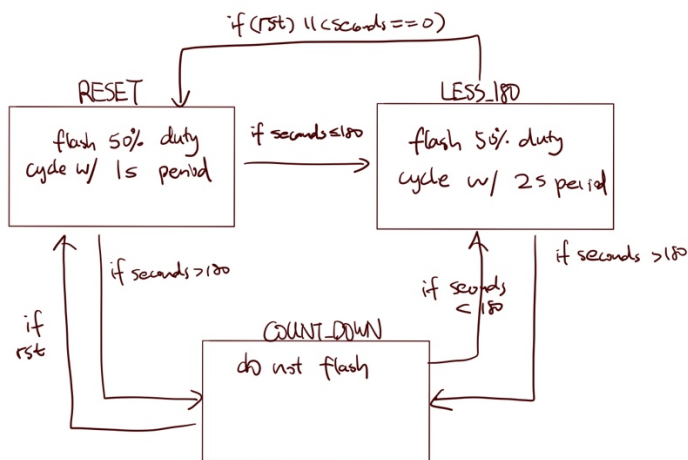 if (rst) || (seconds==0)
RESET
flash 50% duty
cycle w/ 1s period
if seconds≤180
LESS_180
flash 50% duty
cycle w/ 2s period
if seconds>180
if seconds >180
if
rst
if seconds
< 180
COUNT_DOWN
do not flash